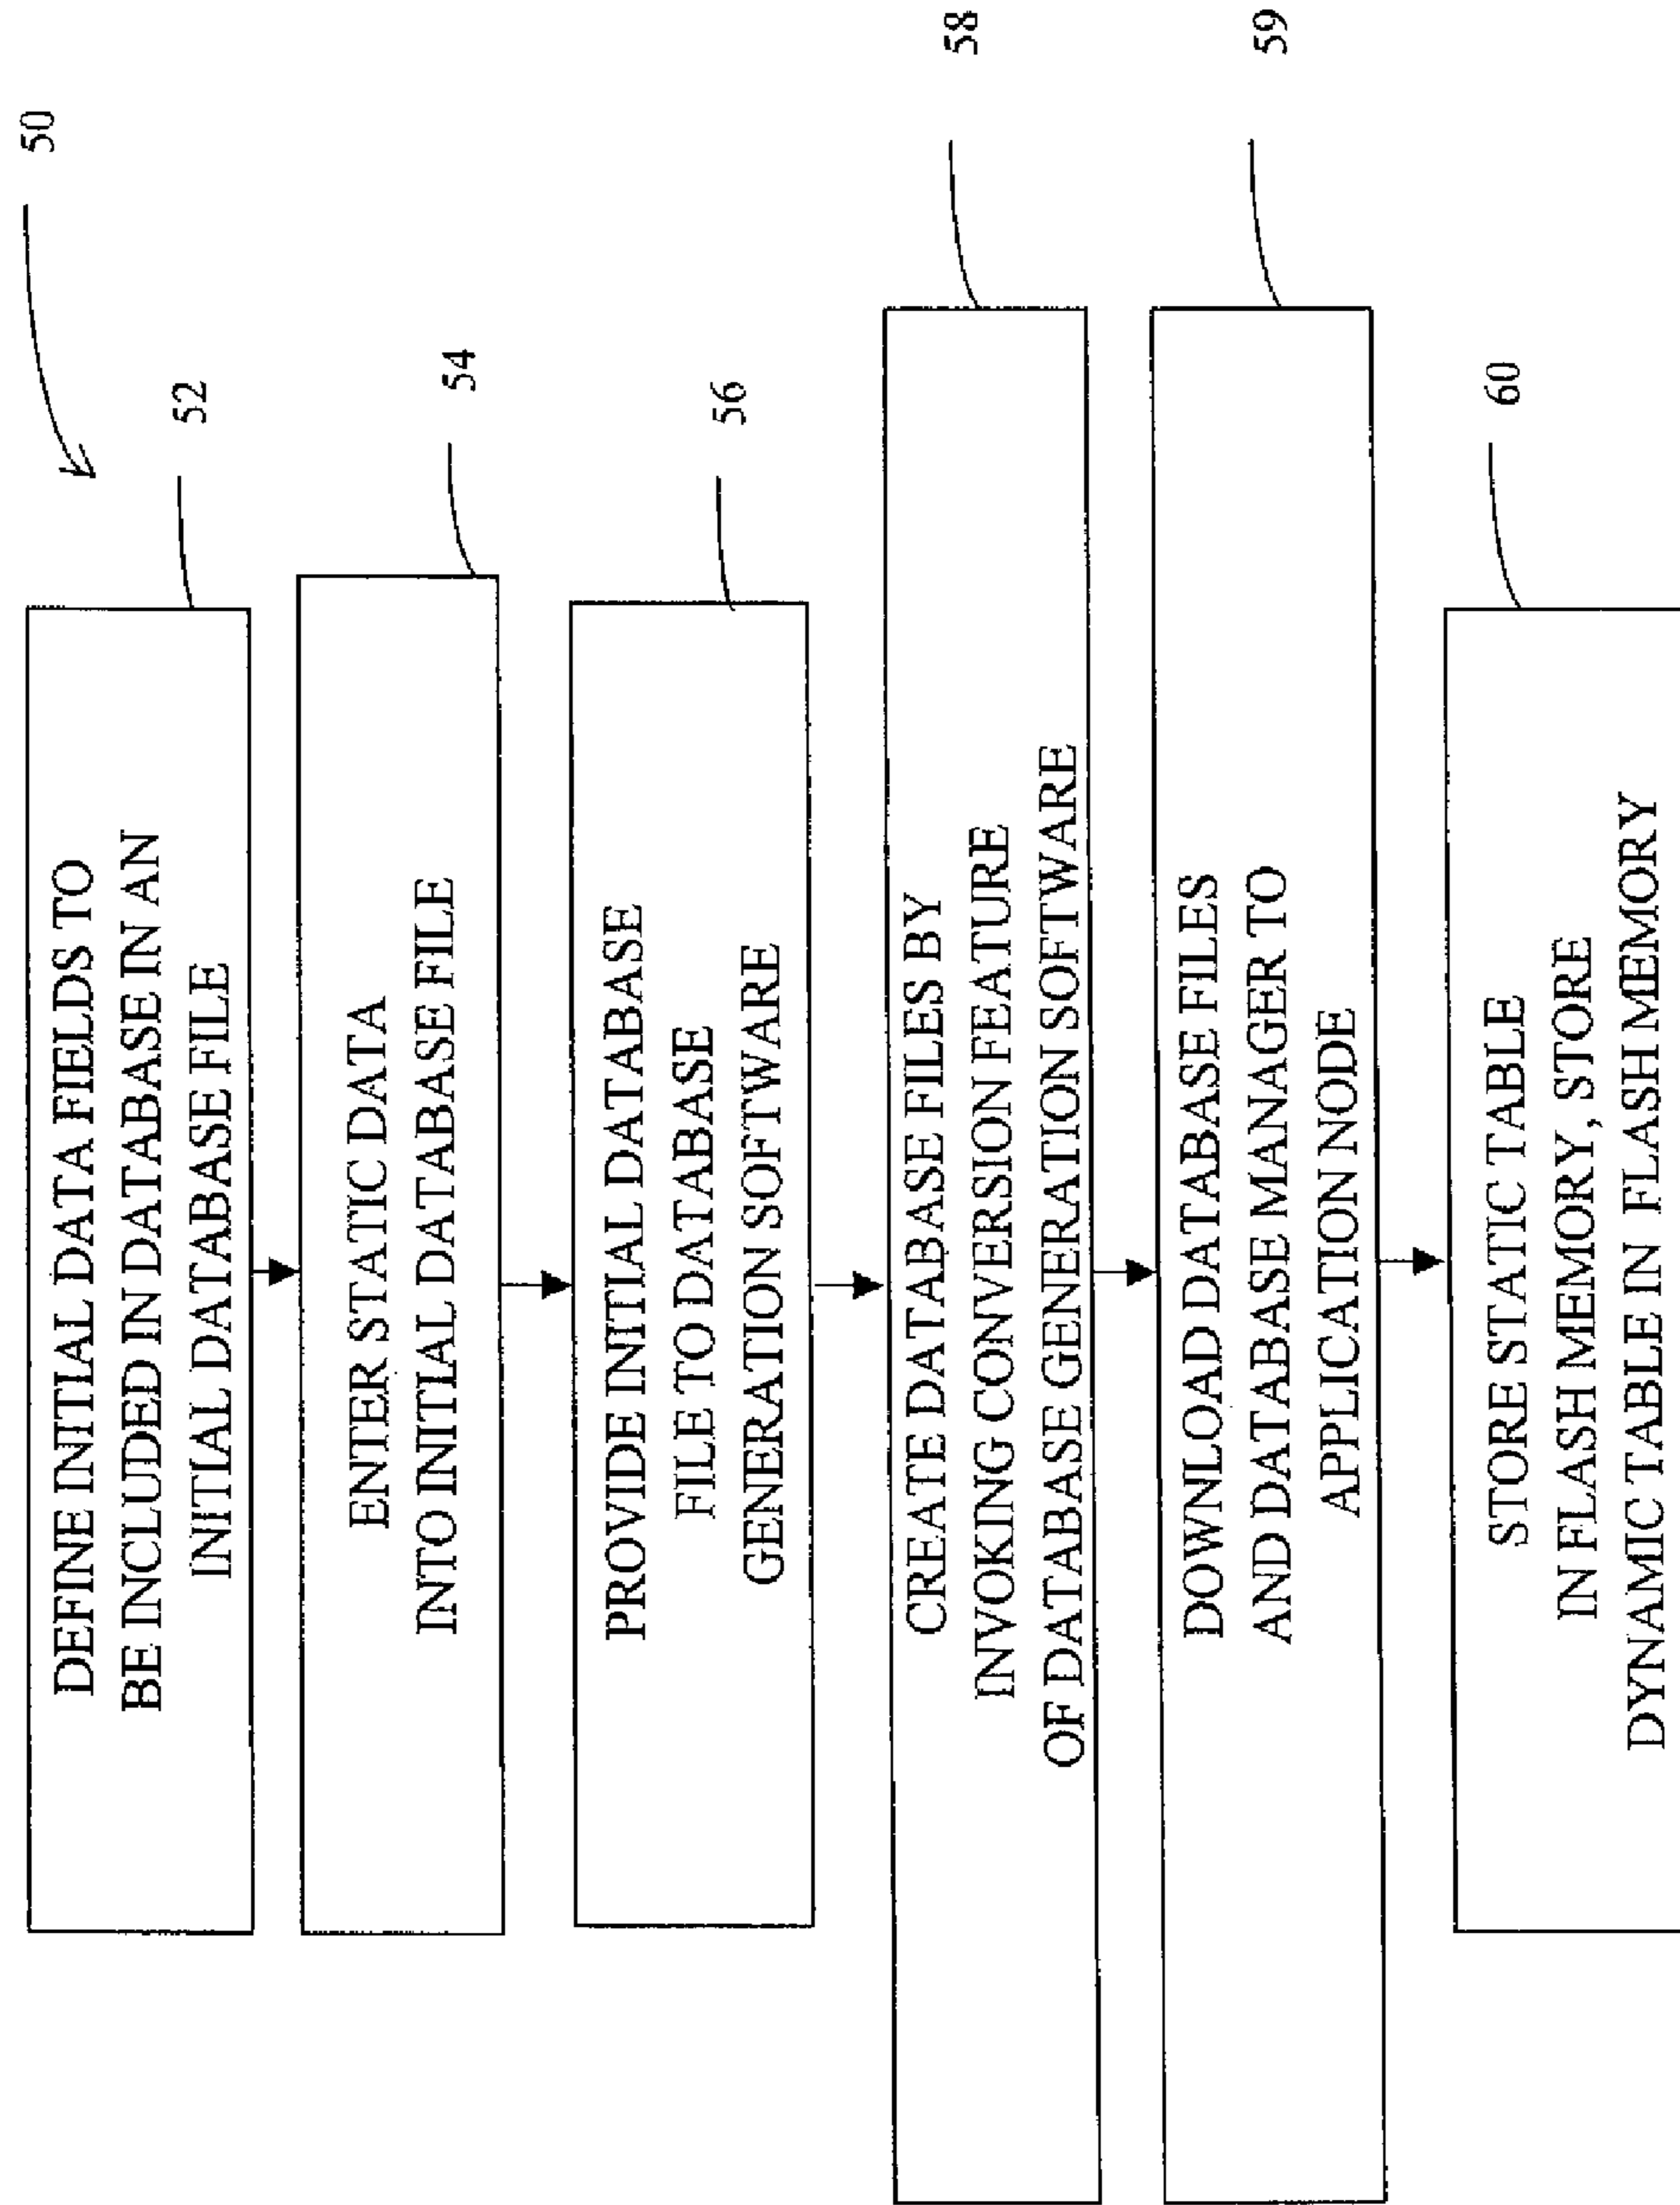 50
DEFINE INITIAL DATA FIELDS TO
BE INCLUDED IN DATABASE IN AN
INITIAL DATABASE FILE
52
ENTER STATIC DATA
INTO INITIAL DATABASE FILE
54
PROVIDE INITIAL DATABASE
FILE TO DATABASE
GENERATION SOFTWARE
56
CREATE DATABASE FILES BY
INVOKING CONVERSION FEATURE
OF DATABASE GENERATION SOFTWARE
58
DOWNLOAD DATABASE FILES
AND DATABASE MANAGER TO
APPLICATION NODE
59
STORE STATIC TABLE
IN FLASH MEMORY, STORE
DYNAMIC TABLE IN FLASH MEMORY
60